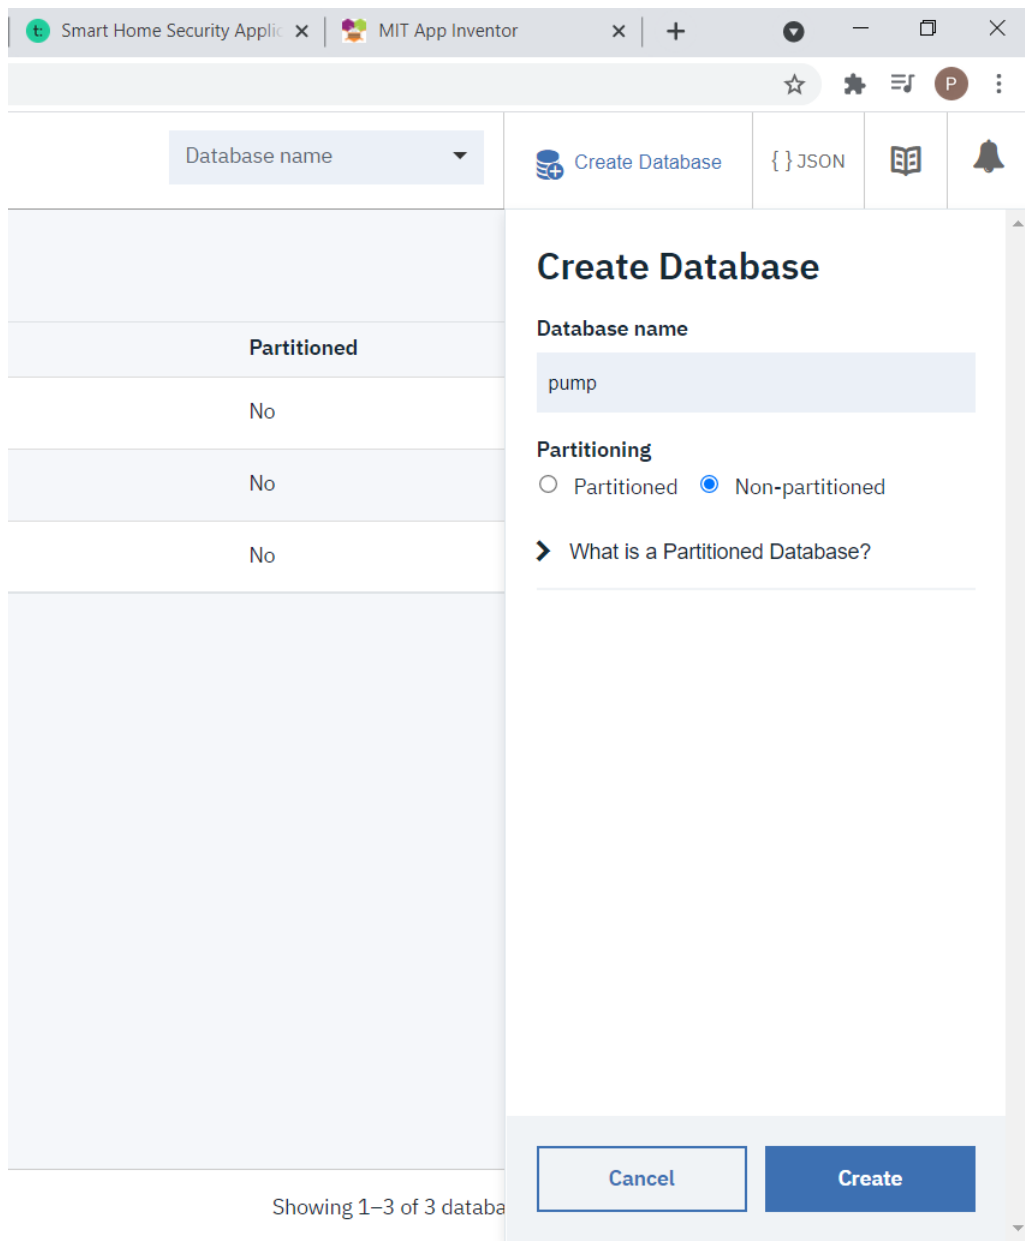 t: Smart Home Security Applic MIT App Inventor
P
Database name
Create Database
{ } JSON
Create Database
Database name
pump
Partitioned
No
No
No
Partitioning
Partitioned Non-partitioned
What is a Partitioned Database?
Cancel Create
Showing 1–3 of 3 databa